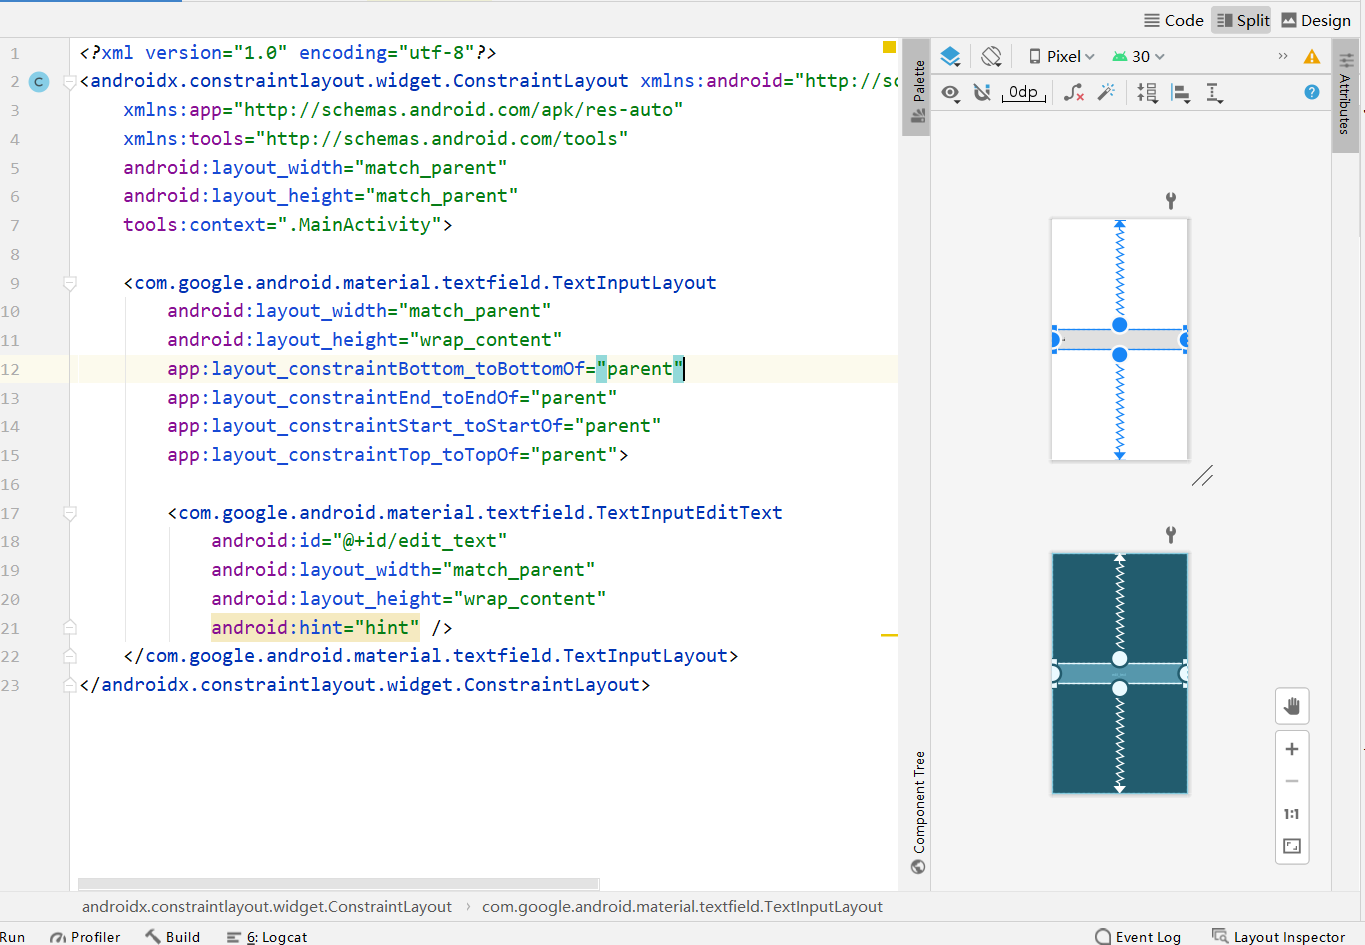 Code Split Design
Pixel 30
0dp
Palette
Attributes
1 <?xml version="1.0" encoding="utf-8"?>
2 C <androidx.constraintlayout.widget.ConstraintLayout xmlns:android="http://sc
3 xmlns:app="http://schemas.android.com/apk/res-auto"
4 xmlns:tools="http://schemas.android.com/tools"
5 android:layout_width="match_parent"
6 android:layout_height="match_parent"
7 tools:context=".MainActivity">
8
9 <com.google.android.material.textfield.TextInputLayout
10 android:layout_width="match_parent"
11 android:layout_height="wrap_content"
12 app:layout_constraintBottom_toBottomOf="parent"
13 app:layout_constraintEnd_toEndOf="parent"
14 app:layout_constraintStart_toStartOf="parent"
15 app:layout_constraintTop_toTopOf="parent">
16
17 <com.google.android.material.textfield.TextInputEditText
18 android:id="@+id/edit_text"
19 android:layout_width="match_parent"
20 android:layout_height="wrap_content"
21 android:hint="hint" />
22 </com.google.android.material.textfield.TextInputLayout>
23 </androidx.constraintlayout.widget.ConstraintLayout>
Component Tree
1:1
androidx.constraintlayout.widget.ConstraintLayout › com.google.android.material.textfield.TextInputLayout
Run Profiler Build 6: Logcat Event Log Layout Inspector